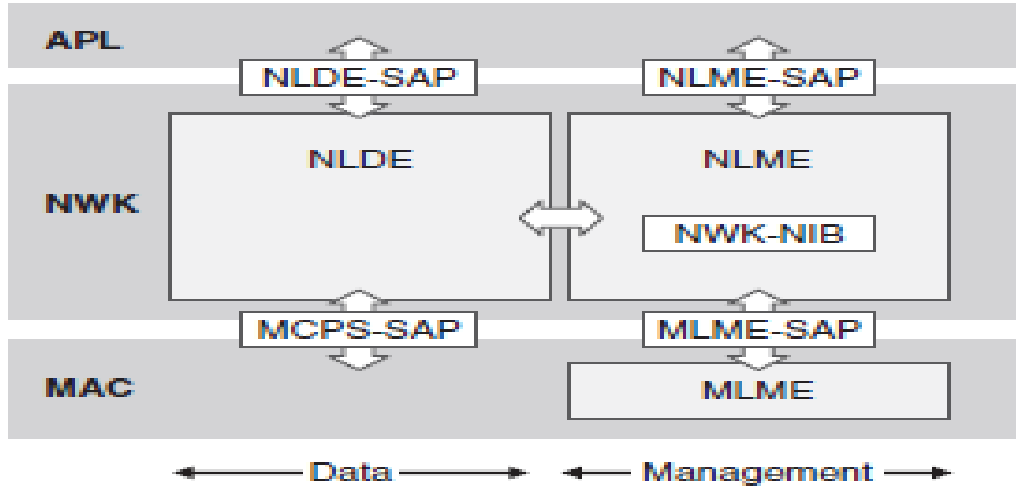 APL
NLDE-SAP
NLME-SAP
NLDE
NLME
NWK
NWK-NIB
MCPS-SAP
MLME-SAP
MAC
MLME
Data
Management